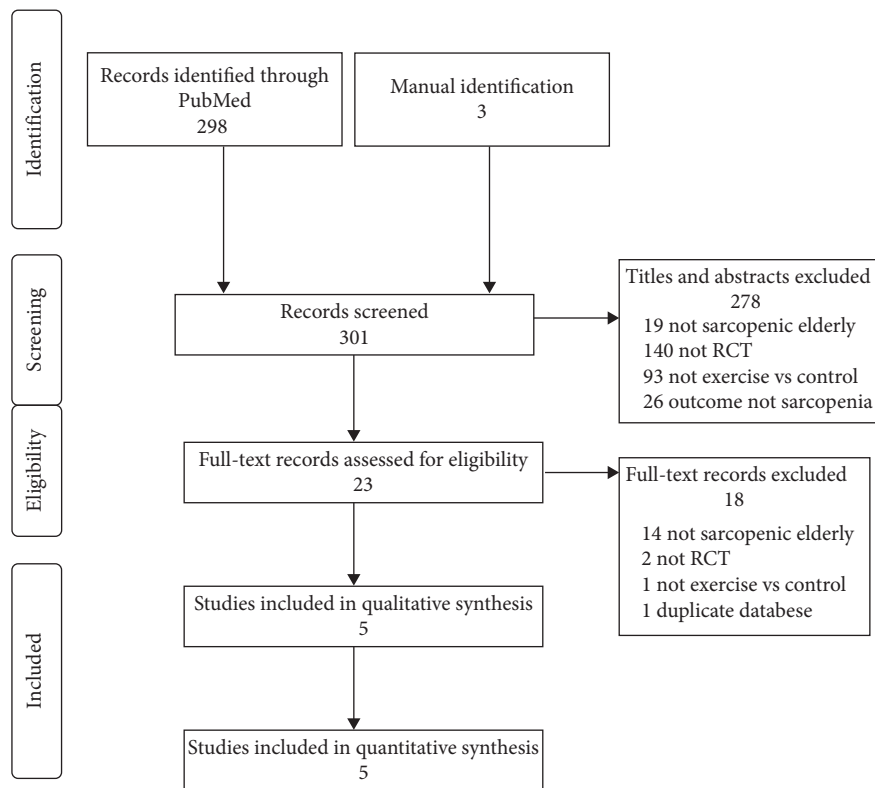 Identification
Records identified through
PubMed
298
Manual identification
3
Screening
Records screened
301
Titles and abstracts excluded
278
19 not sarcopenic elderly
140 not RCT
93 not exercise vs control
26 outcome not sarcopenia
Eligibility
Full-text records assessed for eligibility
23
Full-text records excluded
18
14 not sarcopenic elderly
2 not RCT
1 not exercise vs control
1 duplicate databese
Included
Studies included in qualitative synthesis
5
Studies included in quantitative synthesis
5